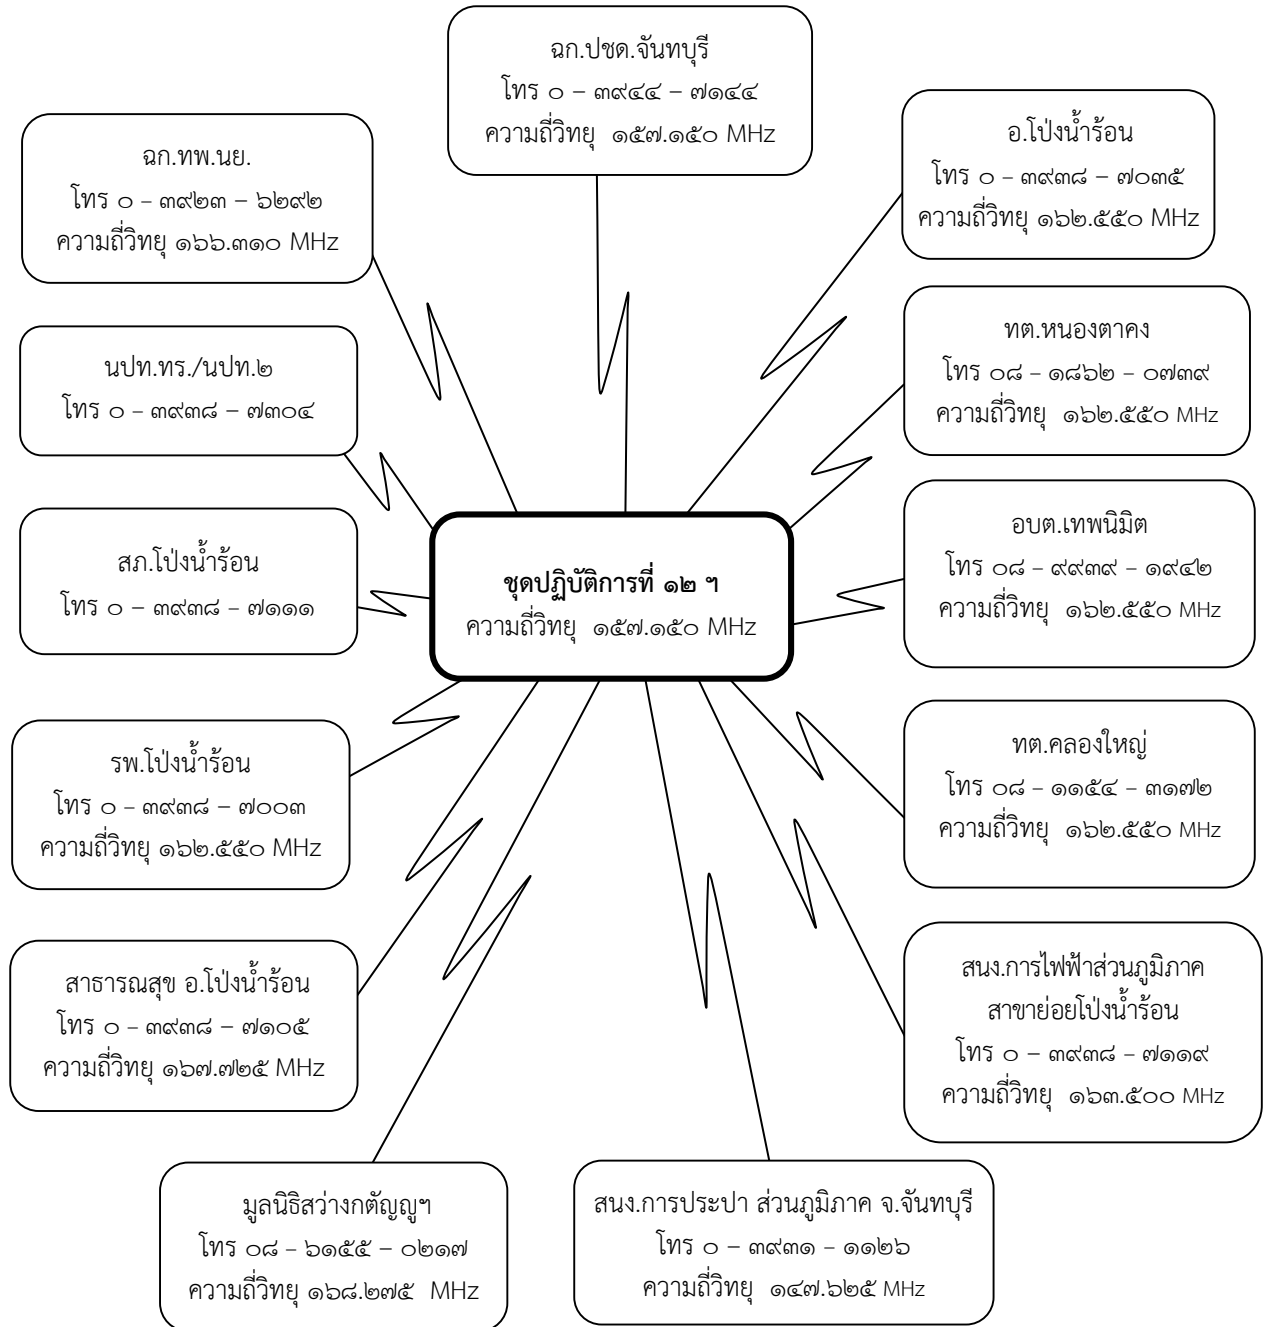 ฉก.ปชด.จันทบุรี
โทร ๐ – ๓๙๔๔ – ๗๑๔๔
ความถี่วิทยุ ๑๕๗.๑๕๐ MHz
ฉก.ทพ.นย.
โทร ๐ – ๓๙๒๓ – ๖๒๙๒
ความถี่วิทยุ ๑๖๖.๓๑๐ MHz
อ.โป่งน้ำร้อน
โทร ๐ – ๓๙๓๘ – ๗๐๓๕
ความถี่วิทยุ ๑๖๒.๕๕๐ MHz
นปท.ทร./นปท.๒
โทร ๐ – ๓๙๓๘ – ๗๓๐๔
ทต.หนองตาคง
โทร ๐๘ – ๑๘๖๒ – ๐๗๓๙
ความถี่วิทยุ ๑๖๒.๕๕๐ MHz
สภ.โป่งน้ำร้อน
โทร ๐ – ๓๙๓๘ – ๗๑๑๑
ชุดปฏิบัติการที่ ๑๒ ฯ
ความถี่วิทยุ ๑๕๗.๑๕๐ MHz
อบต.เทพนิมิต
โทร ๐๘ – ๙๙๓๙ – ๑๙๔๒
ความถี่วิทยุ ๑๖๒.๕๕๐ MHz
รพ.โป่งน้ำร้อน
โทร ๐ – ๓๙๓๘ – ๗๐๐๓
ความถี่วิทยุ ๑๖๒.๕๕๐ MHz
ทต.คลองใหญ่
โทร ๐๘ – ๑๑๕๔ – ๓๑๗๒
ความถี่วิทยุ ๑๖๒.๕๕๐ MHz
สาธารณสุข อ.โป่งน้ำร้อน
โทร ๐ – ๓๙๓๘ – ๗๑๐๕
ความถี่วิทยุ ๑๖๗.๗๒๕ MHz
สนง.การไฟฟ้าส่วนภูมิภาค
สาขาย่อยโป่งน้ำร้อน
โทร ๐ – ๓๙๓๘ – ๗๑๑๙
ความถี่วิทยุ ๑๖๓.๕๐๐ MHz
มูลนิธิสว่างกตัญญูฯ
โทร ๐๘ – ๖๑๕๕ – ๐๒๑๗
ความถี่วิทยุ ๑๖๘.๒๗๕ MHz
สนง.การประปา ส่วนภูมิภาค จ.จันทบุรี
โทร ๐ – ๓๙๓๑ – ๑๑๒๖
ความถี่วิทยุ ๑๔๗.๖๒๕ MHz